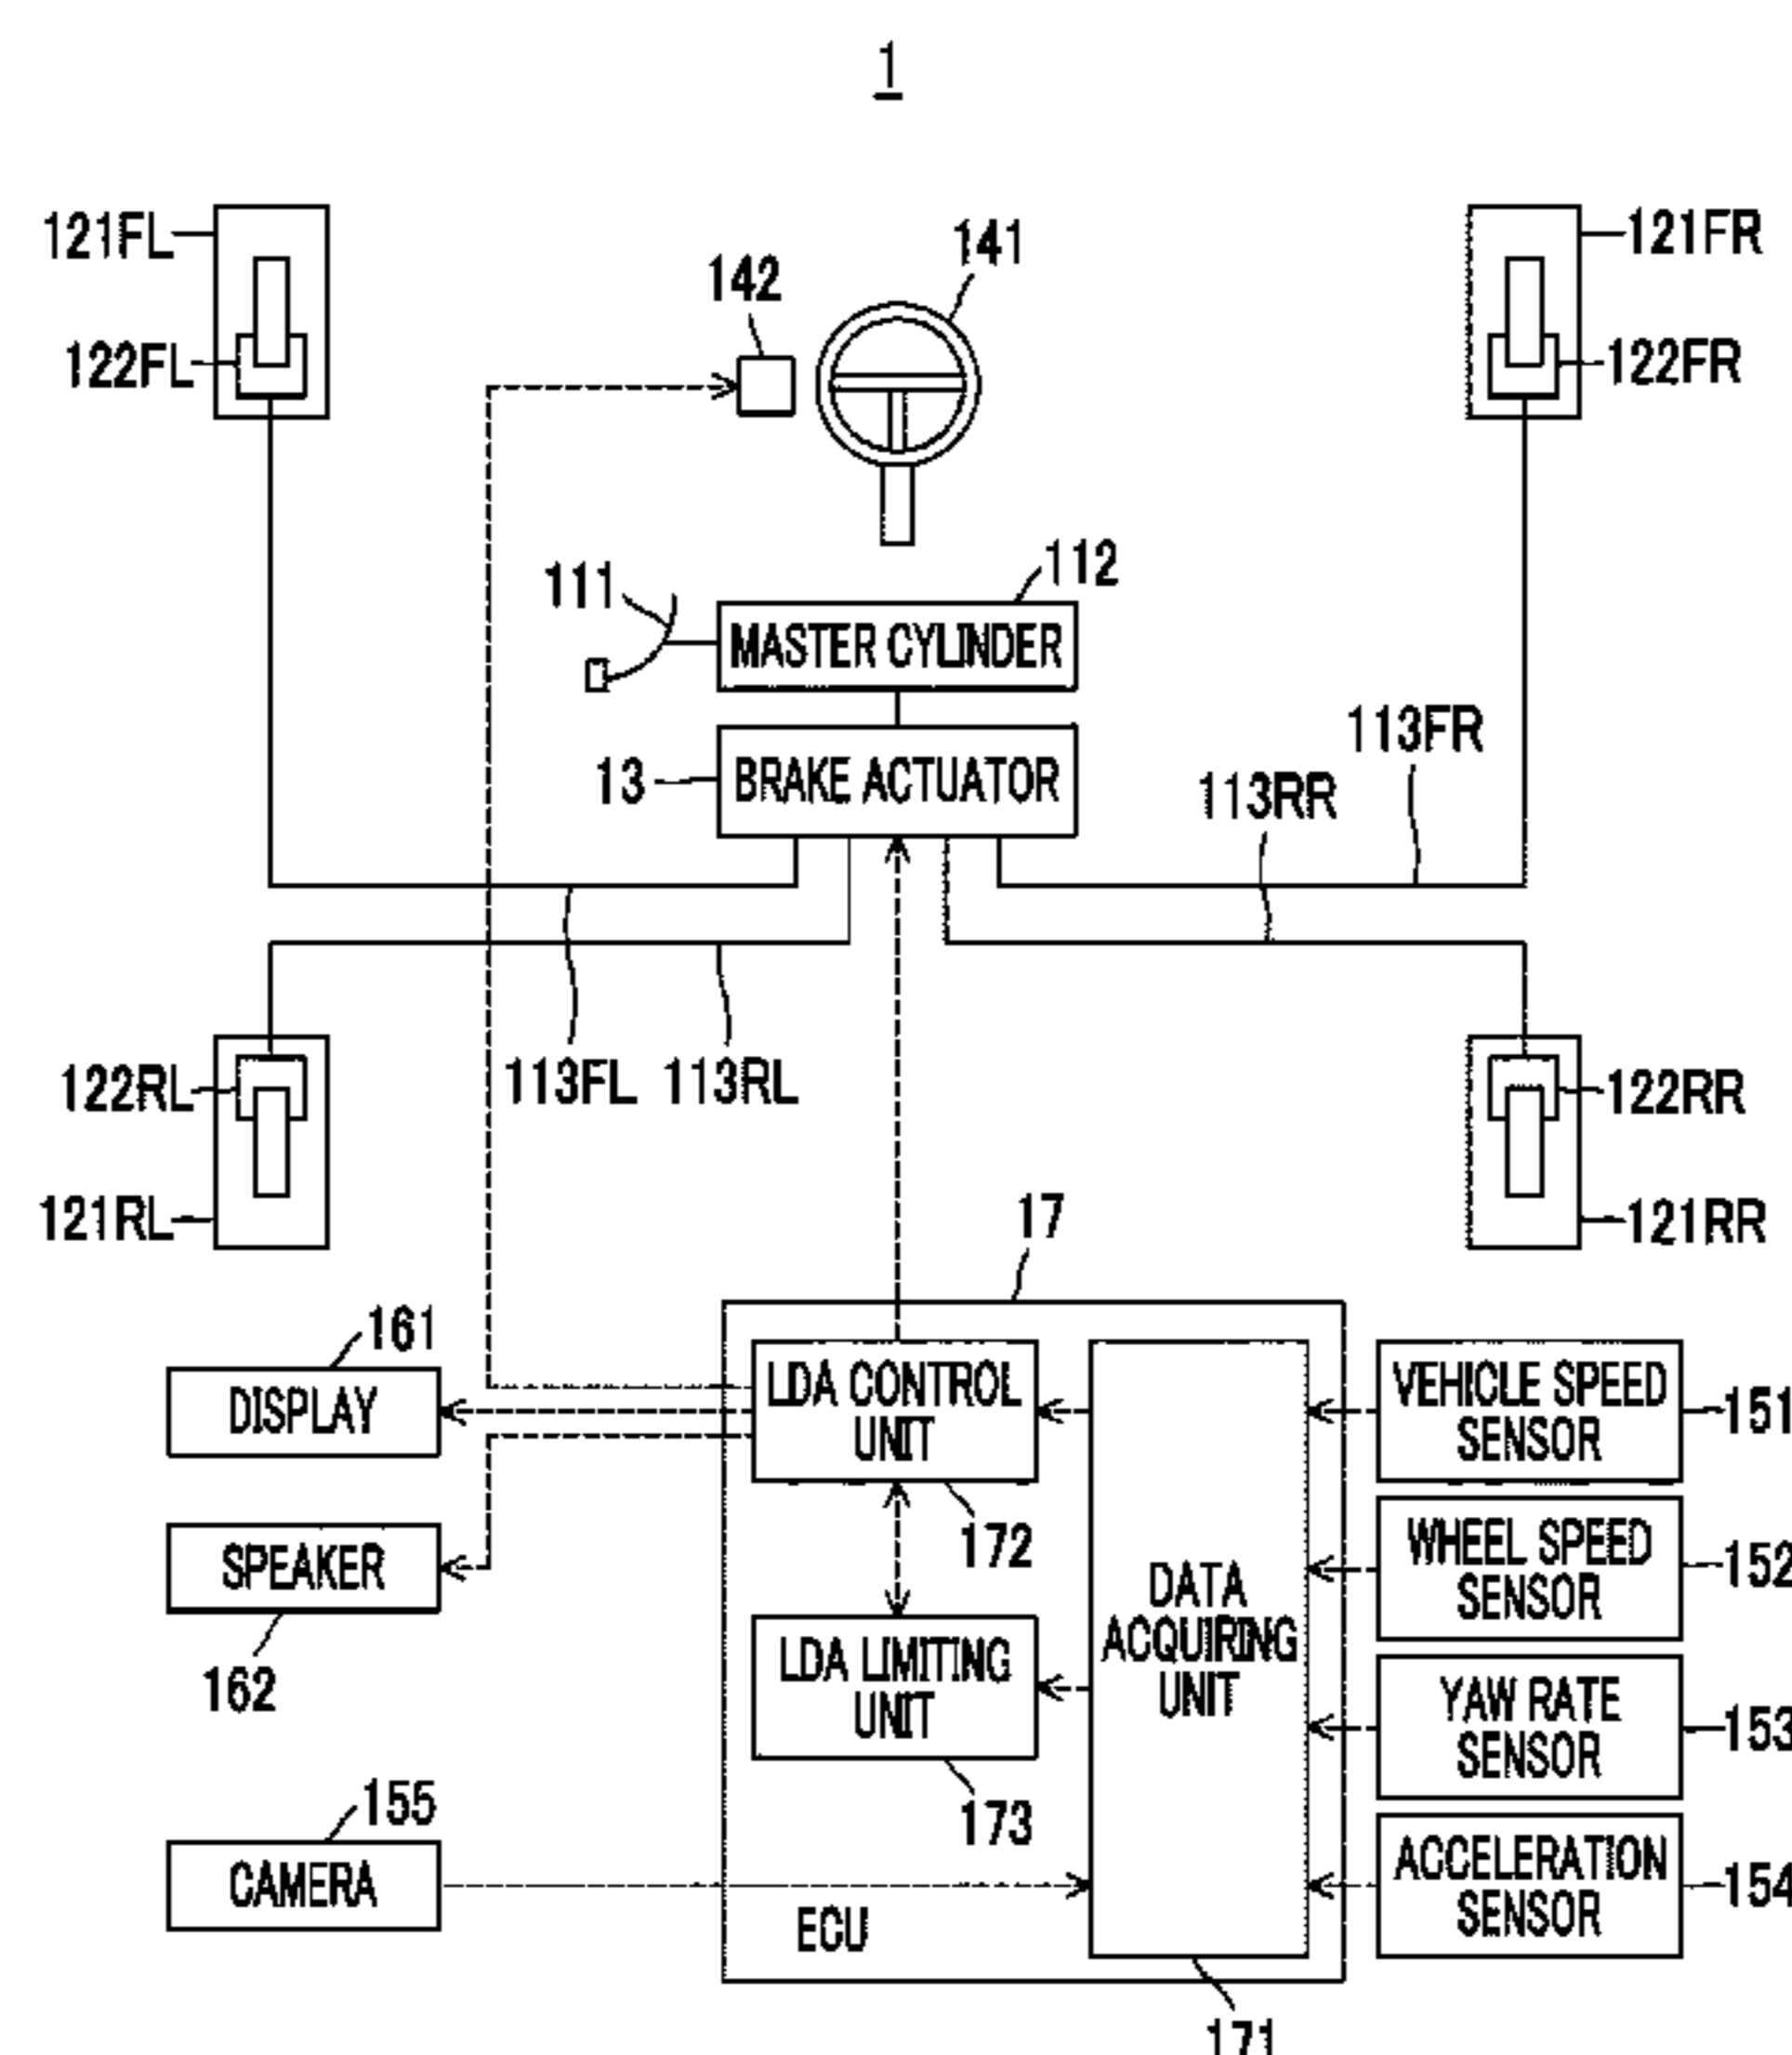 1
121FL
122FL
142
141
121FR
122FR
111
112
MASTER CYLINDER
13
BRAKE ACTUATOR
113FR
113RR
122RL
113FL
113RL
122RR
121RL
121RR
17
161
DISPLAY
LDA CONTROL
UNIT
VEHICLE SPEED
SENSOR
151
172
SPEAKER
162
WHEEL SPEED
SENSOR
152
DATA
ACQUIRING
UNIT
LDA LIMITING
UNIT
173
YAW RATE
SENSOR
153
155
CAMERA
ECU
ACCELERATION
SENSOR
154
171